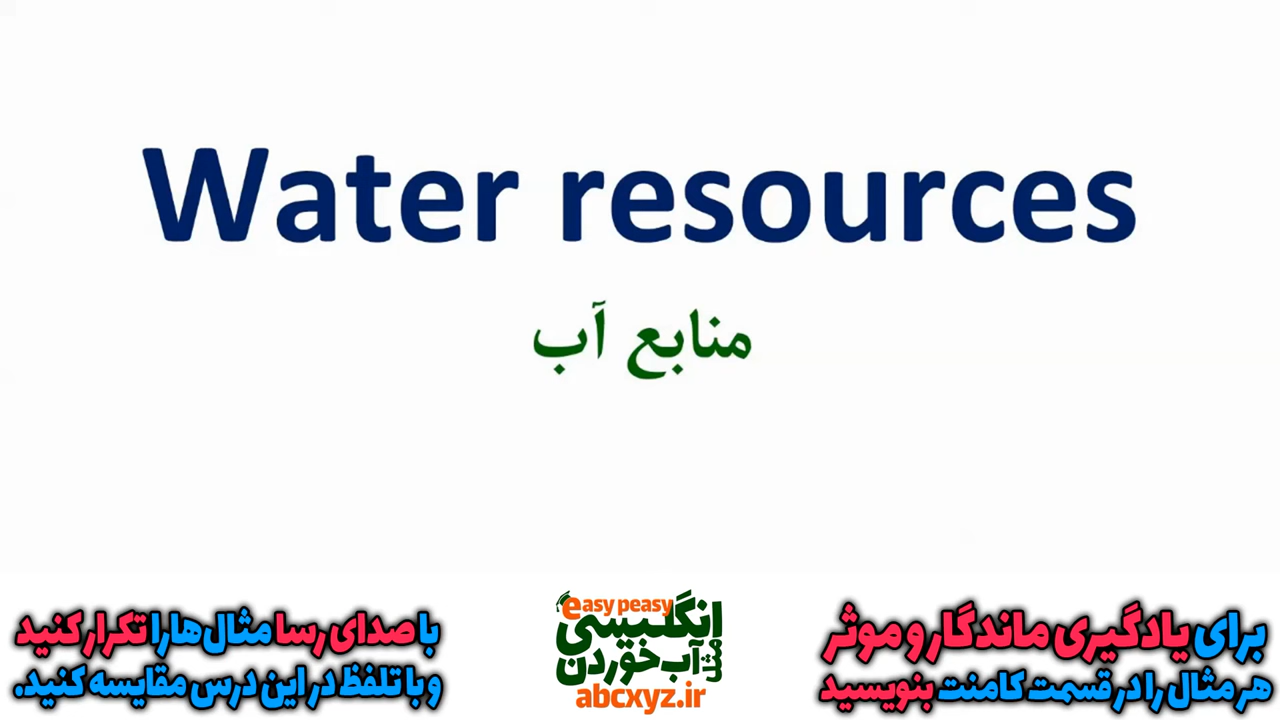 Water resources
منابع آب
برای یادگیری ماندگار و موثر
هر مثال را در قسمت کامنت بنویسید
easy peasy
انگلیسی
مثل
آب خوردن
abcxyz.ir
با صدای رسا مثال‌ها را تکرار کنید
و با تلفظ در این درس مقایسه کنید.